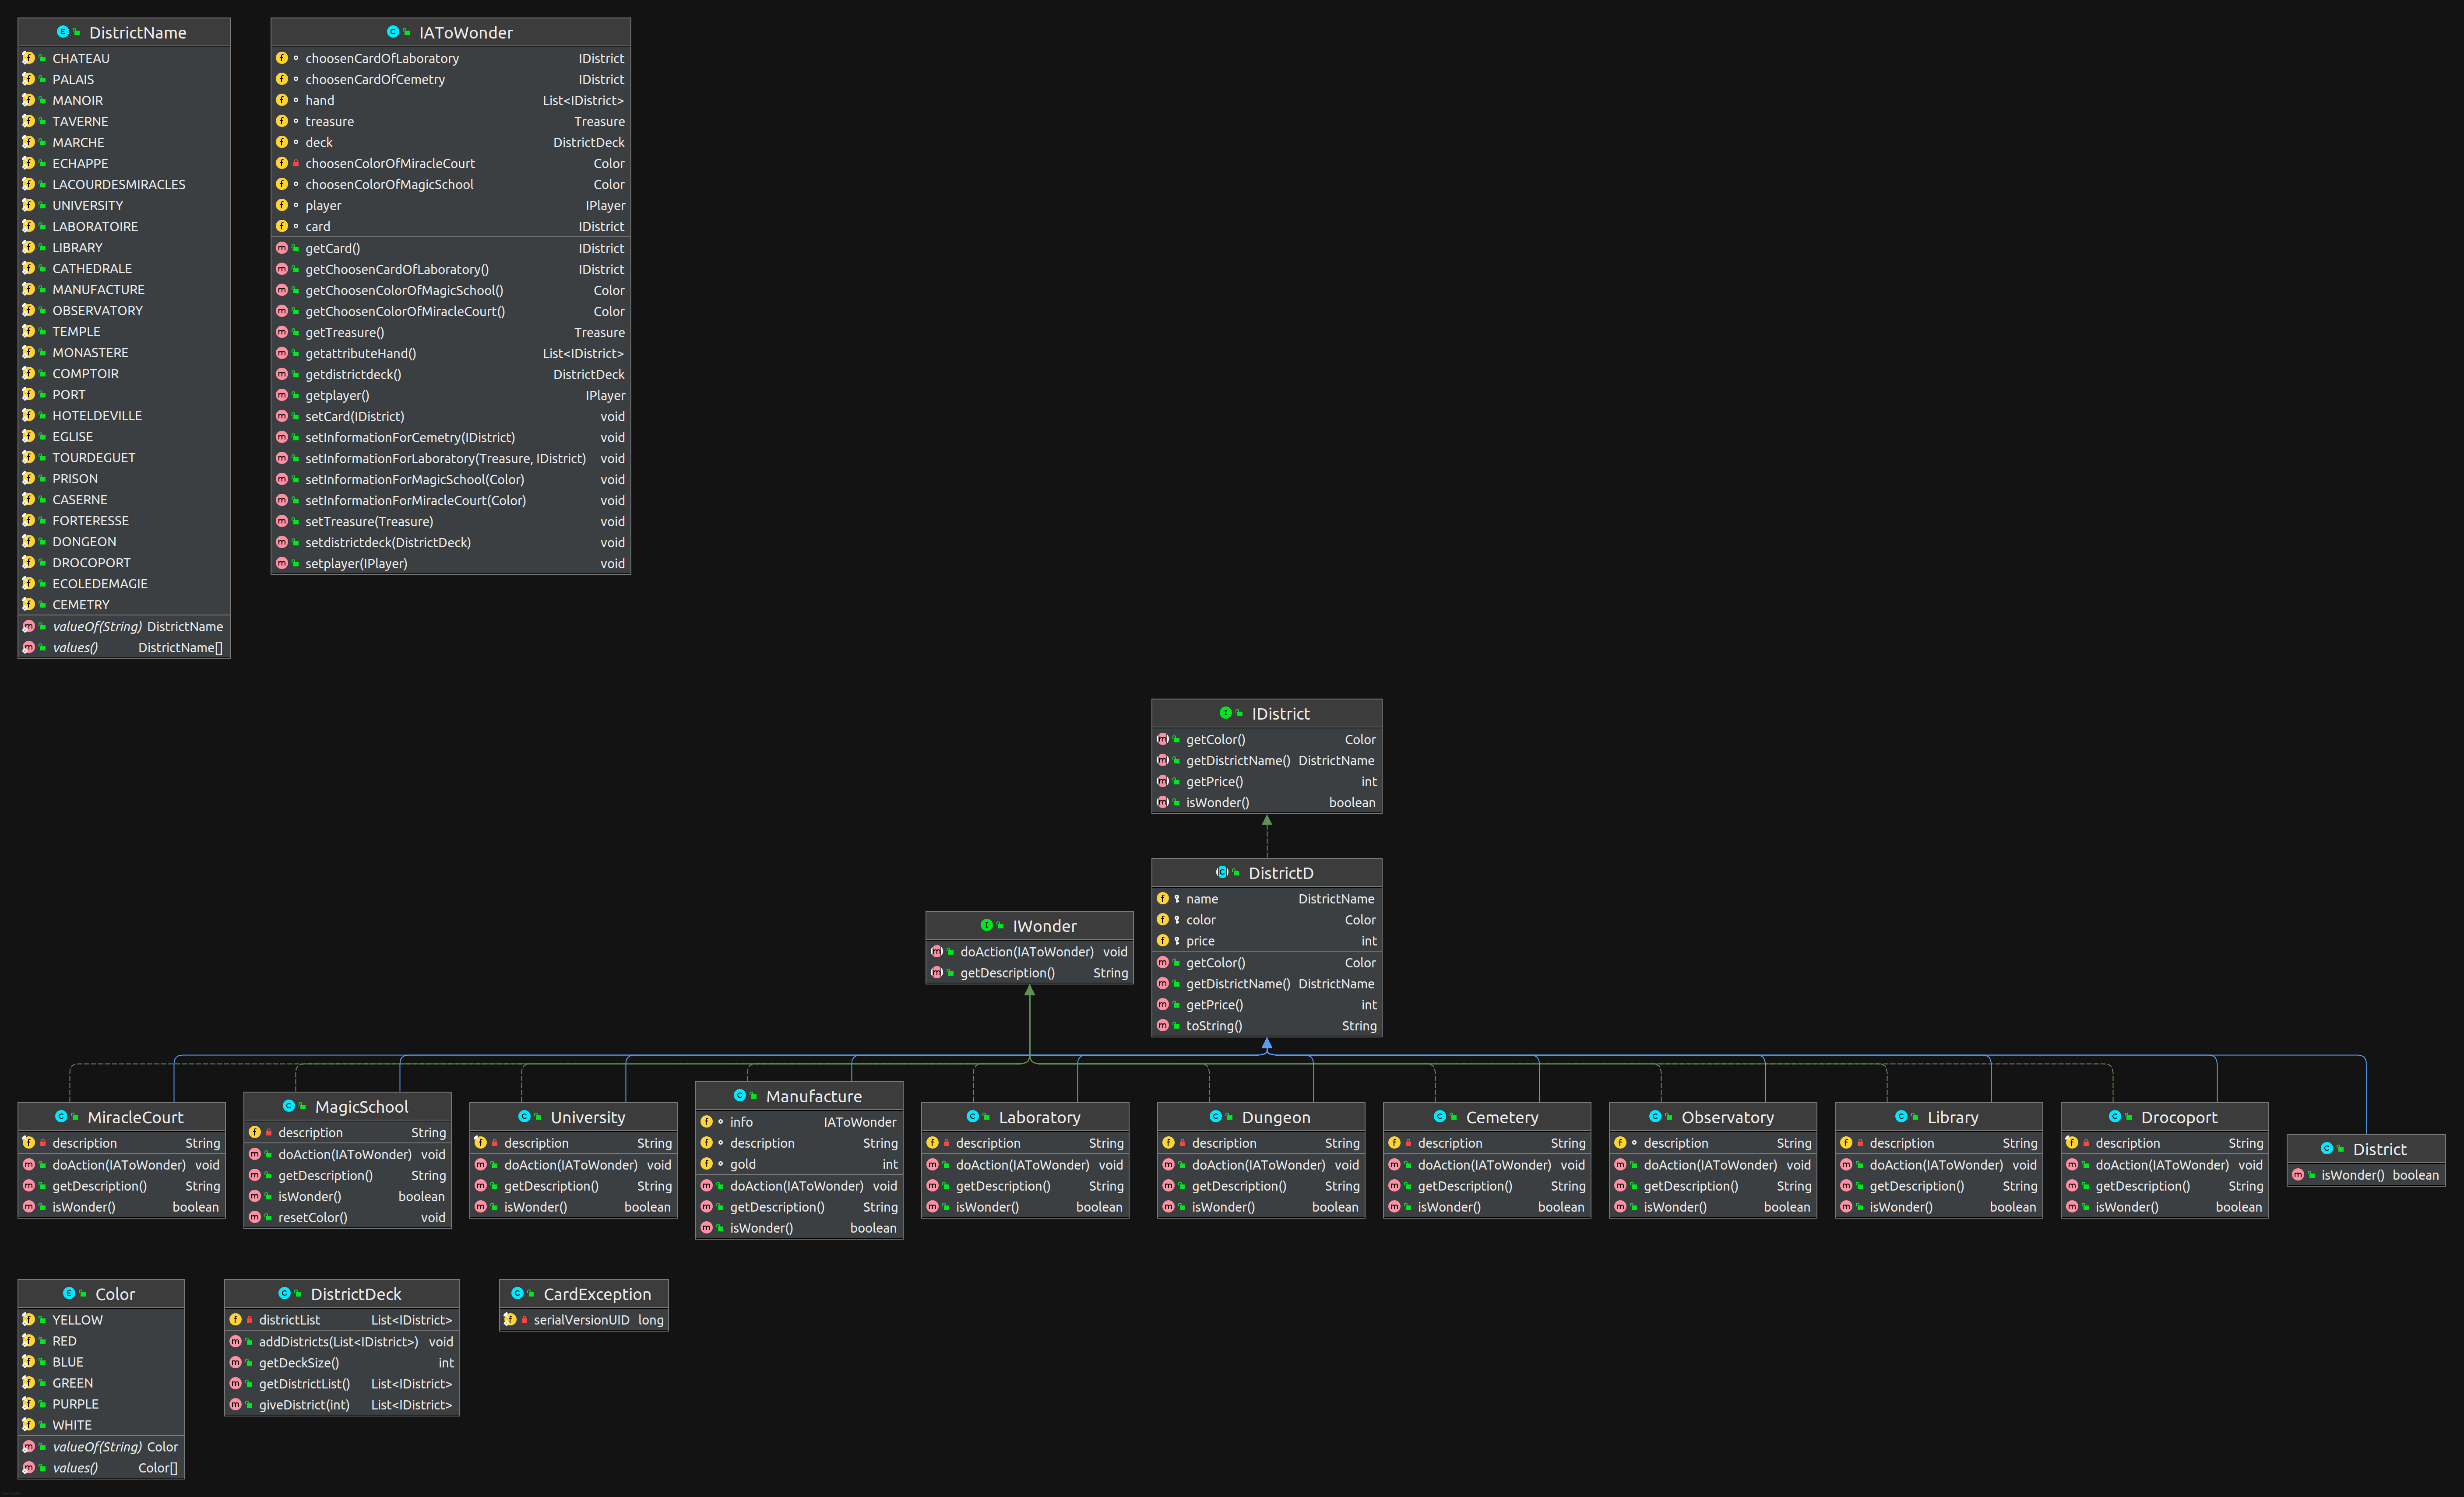 DistrictName
CHATEAU
PALAIS
MANOIR
TAVERNE
MARCHE
ECHAPPE
LACOURDESMIRACLES
UNIVERSITY
LABORATOIRE
LIBRARY
CATHEDRALE
MANUFACTURE
OBSERVATORY
TEMPLE
MONASTERE
COMPTOIR
PORT
HOTELDEVILLE
EGLISE
TOURDEGUET
PRISON
CASERNE
FORTERESSE
DONGEON
DROCOPORT
ECOLEDEMAGIE
CEMETRY
valueOf(String) DistrictName
values() DistrictName[]
IAToWonder
choosenCardOfLaboratory IDistrict
choosenCardOfCemetry IDistrict
hand List<IDistrict>
treasure Treasure
deck DistrictDeck
choosenColorOfMiracleCourt Color
choosenColorOfMagicSchool Color
player IPlayer
card IDistrict
getCard() IDistrict
getChoosenCardOfLaboratory() IDistrict
getChoosenColorOfMagicSchool() Color
getChoosenColorOfMiracleCourt() Color
getTreasure() Treasure
getattributeHand() List<IDistrict>
getdistrictdeck() DistrictDeck
getplayer() IPlayer
setCard(IDistrict) void
setInformationForCemetry(IDistrict) void
setInformationForLaboratory(Treasure, IDistrict) void
setInformationForMagicSchool(Color) void
setInformationForMiracleCourt(Color) void
setTreasure(Treasure) void
setdistrictdeck(DistrictDeck) void
setplayer(IPlayer) void
IDistrict
getColor() Color
getDistrictName() DistrictName
getPrice() int
isWonder() boolean
DistrictD
name DistrictName
color Color
price int
getColor() Color
getDistrictName() DistrictName
getPrice() int
toString() String
IWonder
doAction(IAToWonder) void
getDescription() String
MiracleCourt
description String
doAction(IAToWonder) void
getDescription() String
isWonder() boolean
MagicSchool
description String
doAction(IAToWonder) void
getDescription() String
isWonder() boolean
resetColor() void
University
description String
doAction(IAToWonder) void
getDescription() String
isWonder() boolean
Manufacture
info IAToWonder
description String
gold int
doAction(IAToWonder) void
getDescription() String
isWonder() boolean
Laboratory
description String
doAction(IAToWonder) void
getDescription() String
isWonder() boolean
Dungeon
description String
doAction(IAToWonder) void
getDescription() String
isWonder() boolean
Cemetery
description String
doAction(IAToWonder) void
getDescription() String
isWonder() boolean
Observatory
description String
doAction(IAToWonder) void
getDescription() String
isWonder() boolean
Library
description String
doAction(IAToWonder) void
getDescription() String
isWonder() boolean
Drocoport
description String
doAction(IAToWonder) void
getDescription() String
isWonder() boolean
District
isWonder() boolean
Color
YELLOW
RED
BLUE
GREEN
PURPLE
WHITE
valueOf(String) Color
values() Color[]
DistrictDeck
districtList List<IDistrict>
addDistricts(List<IDistrict>) void
getDeckSize() int
getDistrictList() List<IDistrict>
giveDistrict(int) List<IDistrict>
CardException
serialVersionUID long